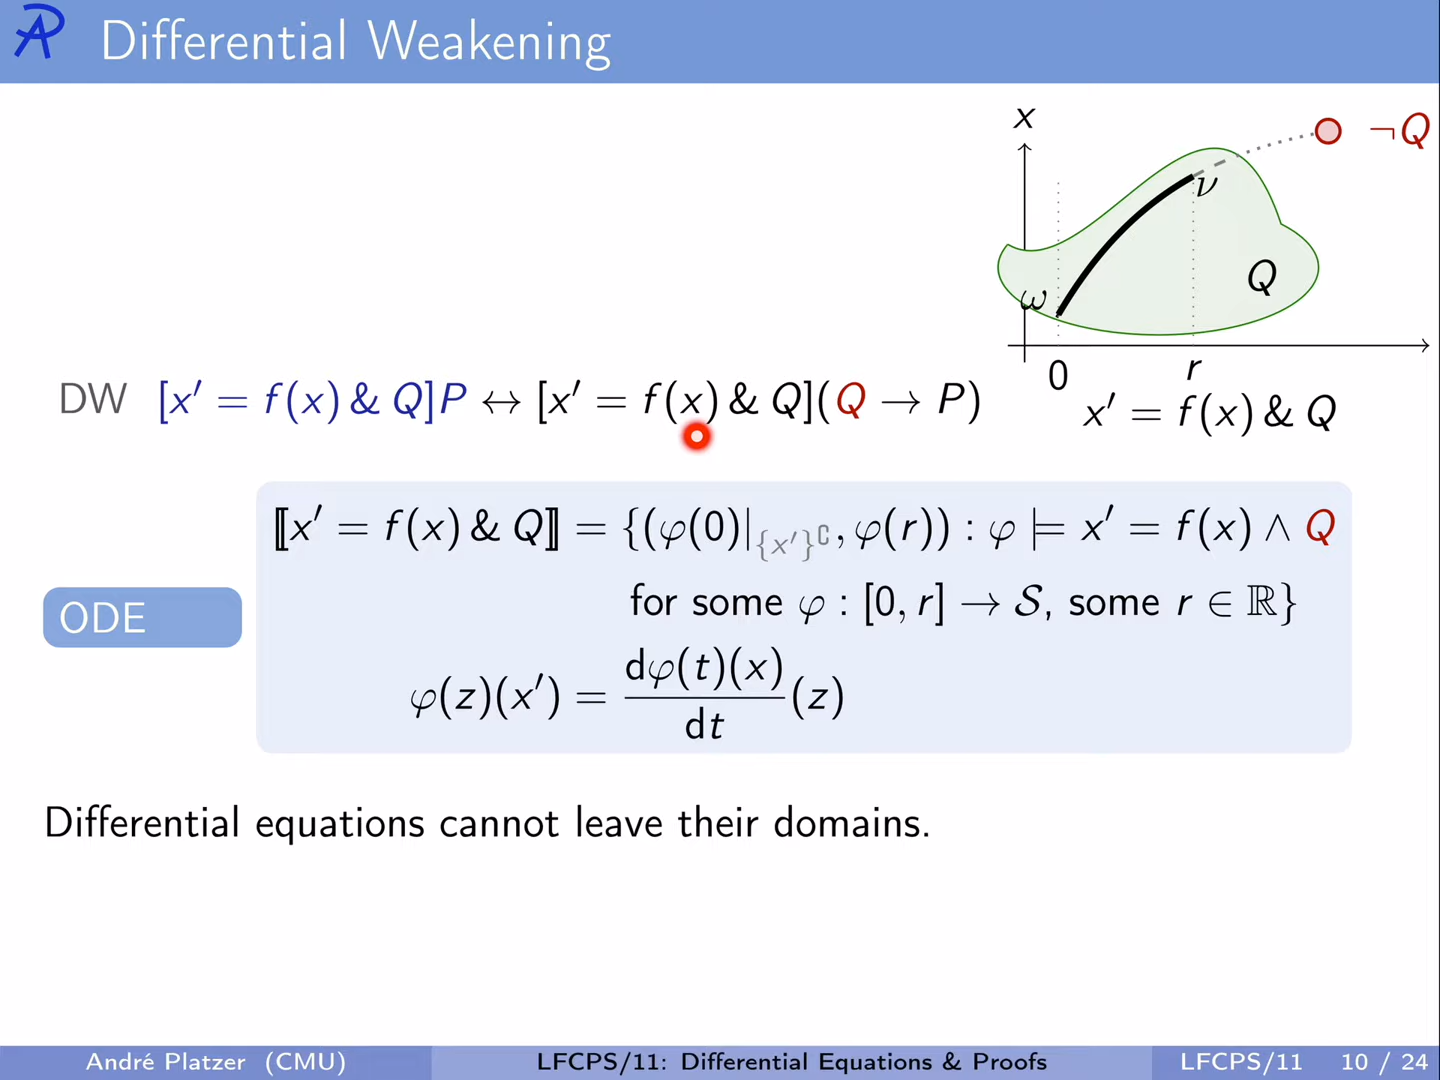 Differential Weakening
x
¬Q
ν
Q
ω
0
r
DW [x′ = f(x) & Q]P ↔ [x′ = f(x) & Q](Q → P)
x′ = f(x) & Q
⟦x′ = f(x) & Q⟧ = {(φ(0)|_{{x′}^∁}, φ(r)) : φ ⊨ x′ = f(x) ∧ Q
for some φ : [0, r] → 𝒮, some r ∈ ℝ}
ODE
φ(z)(x′) = dφ(t)(x)/dt (z)
Differential equations cannot leave their domains.
André Platzer (CMU)
LFCPS/11: Differential Equations & Proofs
LFCPS/11
10 / 24